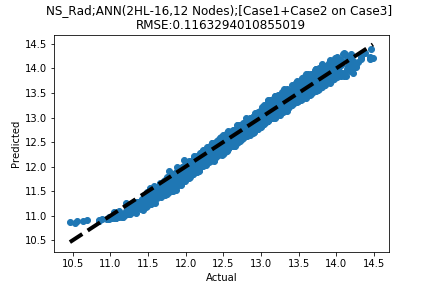 NS_Rad;ANN(2HL-16,12 Nodes);[Case1+Case2 on Case3]
RMSE:0.1163294010855019
14.5
14.0
13.5
13.0
12.5
12.0
11.5
11.0
10.5
Predicted
10.5 11.0 11.5 12.0 12.5 13.0 13.5 14.0 14.5
Actual